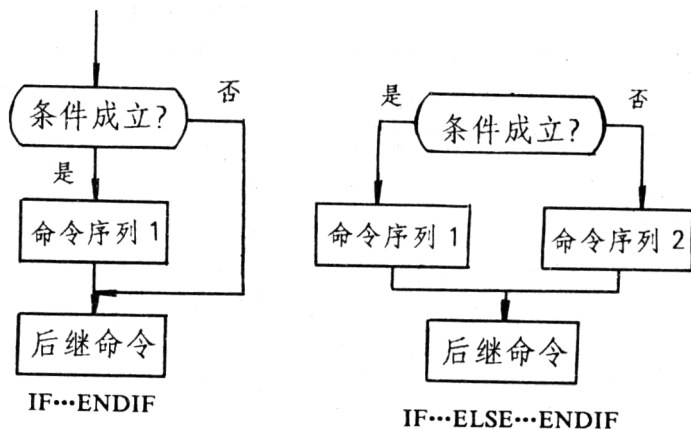 否
条件成立?
是
命令序列 1
后继命令
IF…ENDIF
是
否
条件成立?
命令序列 1
命令序列 2
后继命令
IF…ELSE…ENDIF